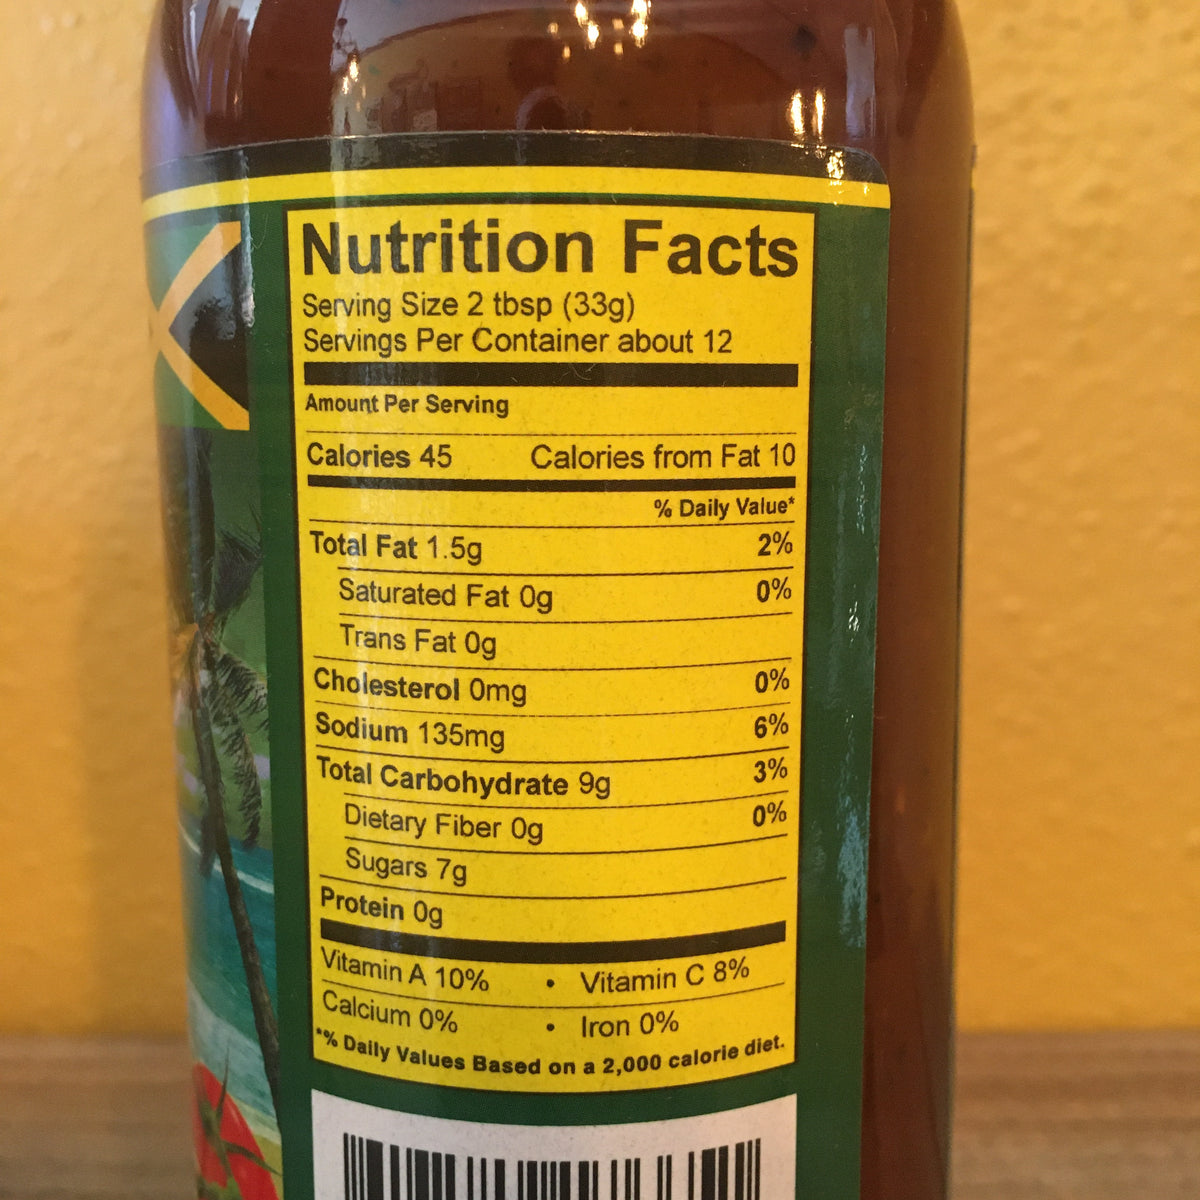 Nutrition Facts
Serving Size 2 tbsp (33g)
Servings Per Container about 12
Amount Per Serving
Calories 45 Calories from Fat 10
% Daily Value*
Total Fat 1.5g 2%
Saturated Fat 0g 0%
Trans Fat 0g
Cholesterol 0mg 0%
Sodium 135mg 6%
Total Carbohydrate 9g 3%
Dietary Fiber 0g 0%
Sugars 7g
Protein 0g
Vitamin A 10% • Vitamin C 8%
Calcium 0% • Iron 0%
*% Daily Values Based on a 2,000 calorie diet.